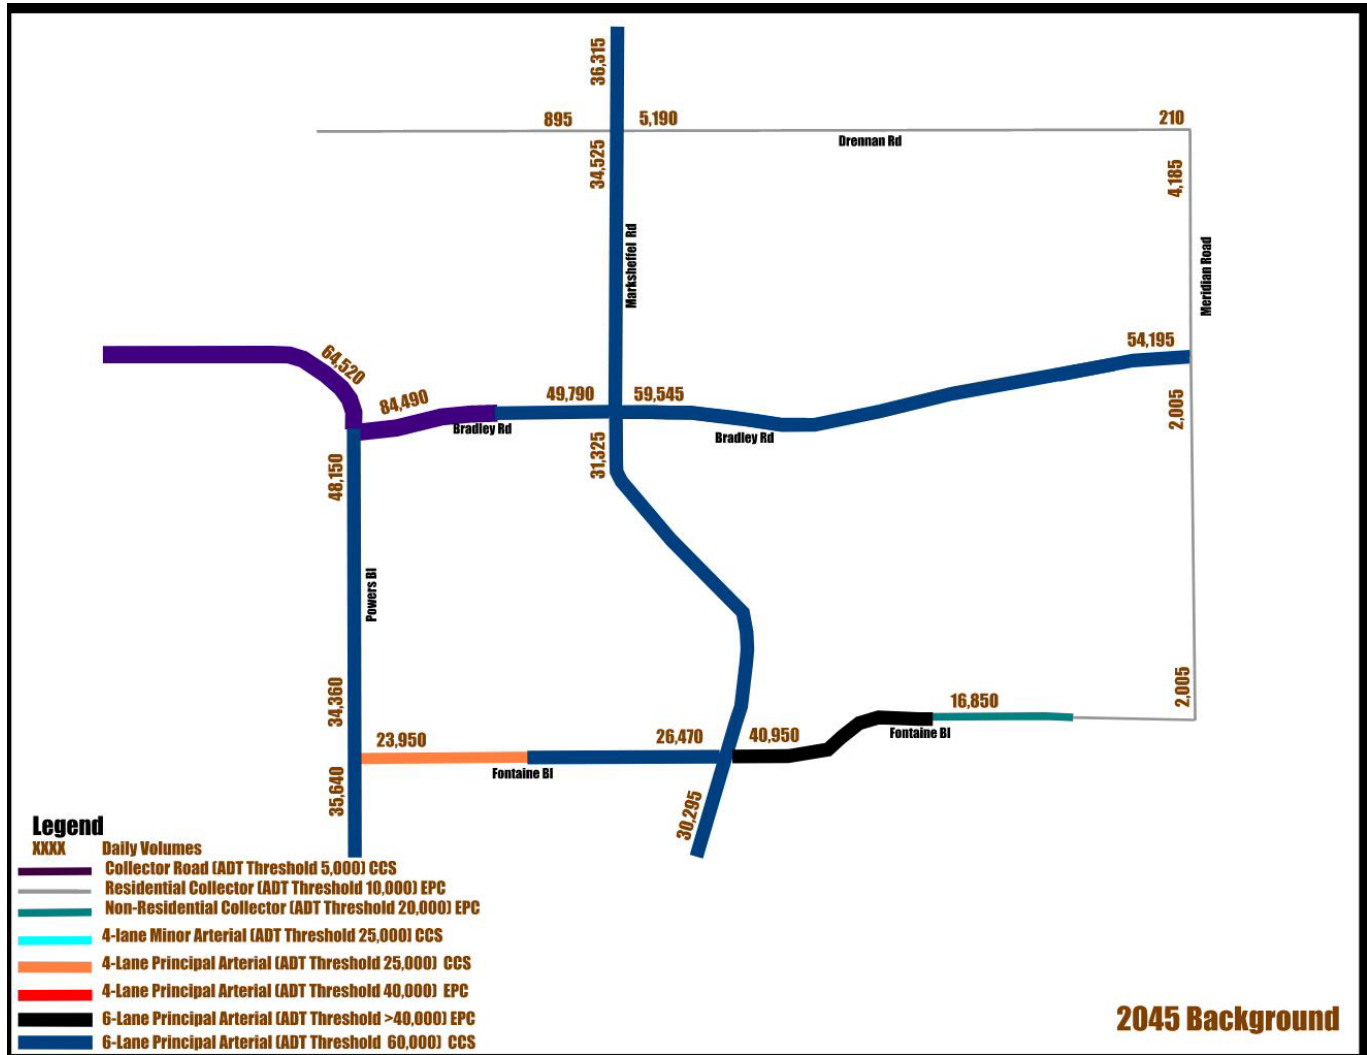 36,315
895
5,190
210
Drennan Rd
34,525
4,185
Marksheffel Rd
Meridian Road
54,195
64,520
84,490
49,790
59,545
2,005
Bradley Rd
Bradley Rd
31,325
48,150
Powers Bl
34,360
2,005
16,850
23,950
26,470
40,950
Fontaine Bl
Fontaine Bl
35,640
30,295
Legend
XXXX Daily Volumes
Collector Road (ADT Threshold 5,000) CCS
Residential Collector (ADT Threshold 10,000) EPC
Non-Residential Collector (ADT Threshold 20,000) EPC
4-lane Minor Arterial (ADT Threshold 25,000) CCS
4-Lane Principal Arterial (ADT Threshold 25,000) CCS
4-Lane Principal Arterial (ADT Threshold 40,000) EPC
6-Lane Principal Arterial (ADT Threshold >40,000) EPC
6-Lane Principal Arterial (ADT Threshold 60,000) CCS
2045 Background